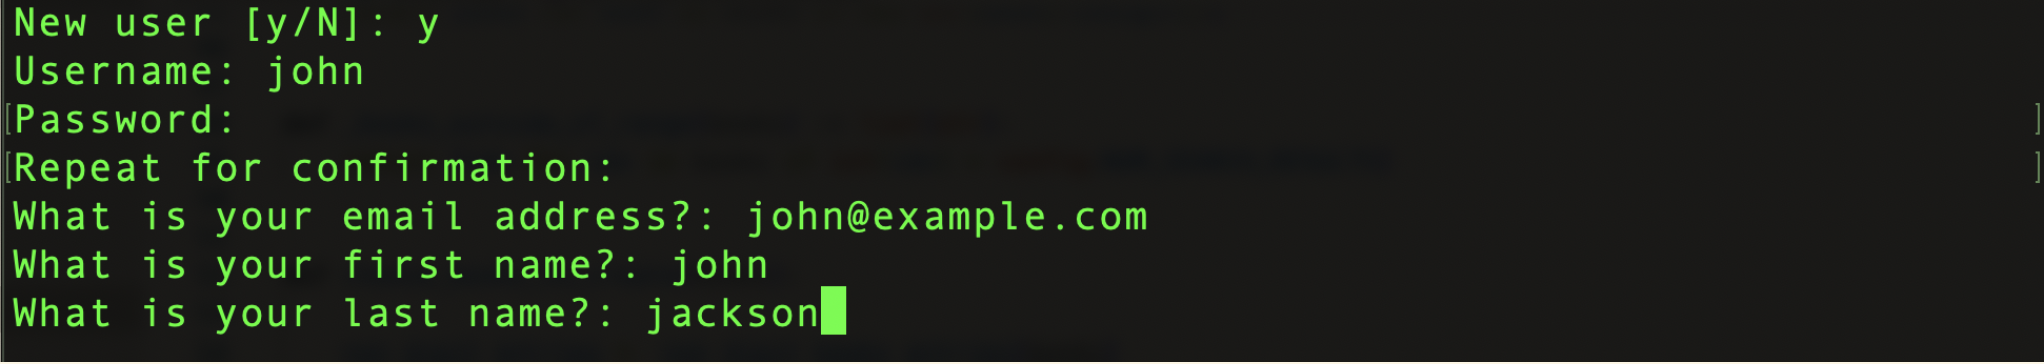 New user [y/N]: y
Username: john
[Password: ]
[Repeat for confirmation: ]
What is your email address?: john@example.com
What is your first name?: john
What is your last name?: jackson